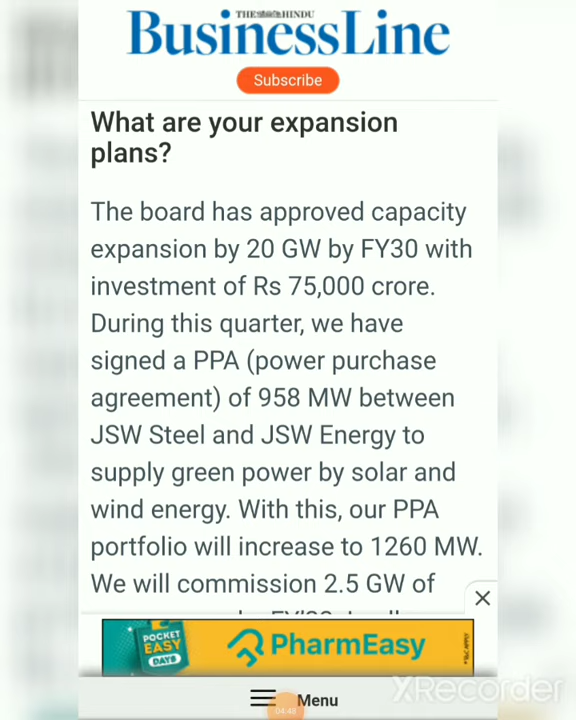 THE HINDU
BusinessLine
Subscribe
What are your expansion
plans?
The board has approved capacity
expansion by 20 GW by FY30 with
investment of Rs 75,000 crore.
During this quarter, we have
signed a PPA (power purchase
agreement) of 958 MW between
JSW Steel and JSW Energy to
supply green power by solar and
wind energy. With this, our PPA
portfolio will increase to 1260 MW.
We will commission 2.5 GW of
POCKET
EASY
DAYS
PharmEasy
*T&C APPLY
XRecorder
Menu
04:48